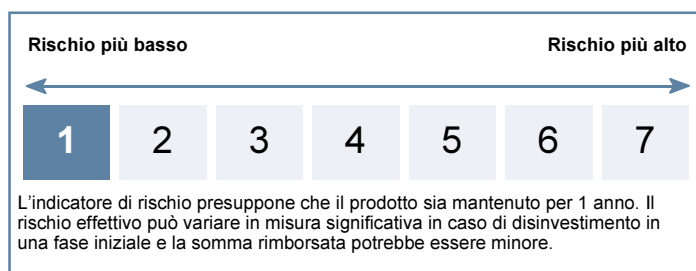 Rischio più basso Rischio più alto
1 2 3 4 5 6 7
L'indicatore di rischio presuppone che il prodotto sia mantenuto per 1 anno. Il
rischio effettivo può variare in misura significativa in caso di disinvestimento in
una fase iniziale e la somma rimborsata potrebbe essere minore.